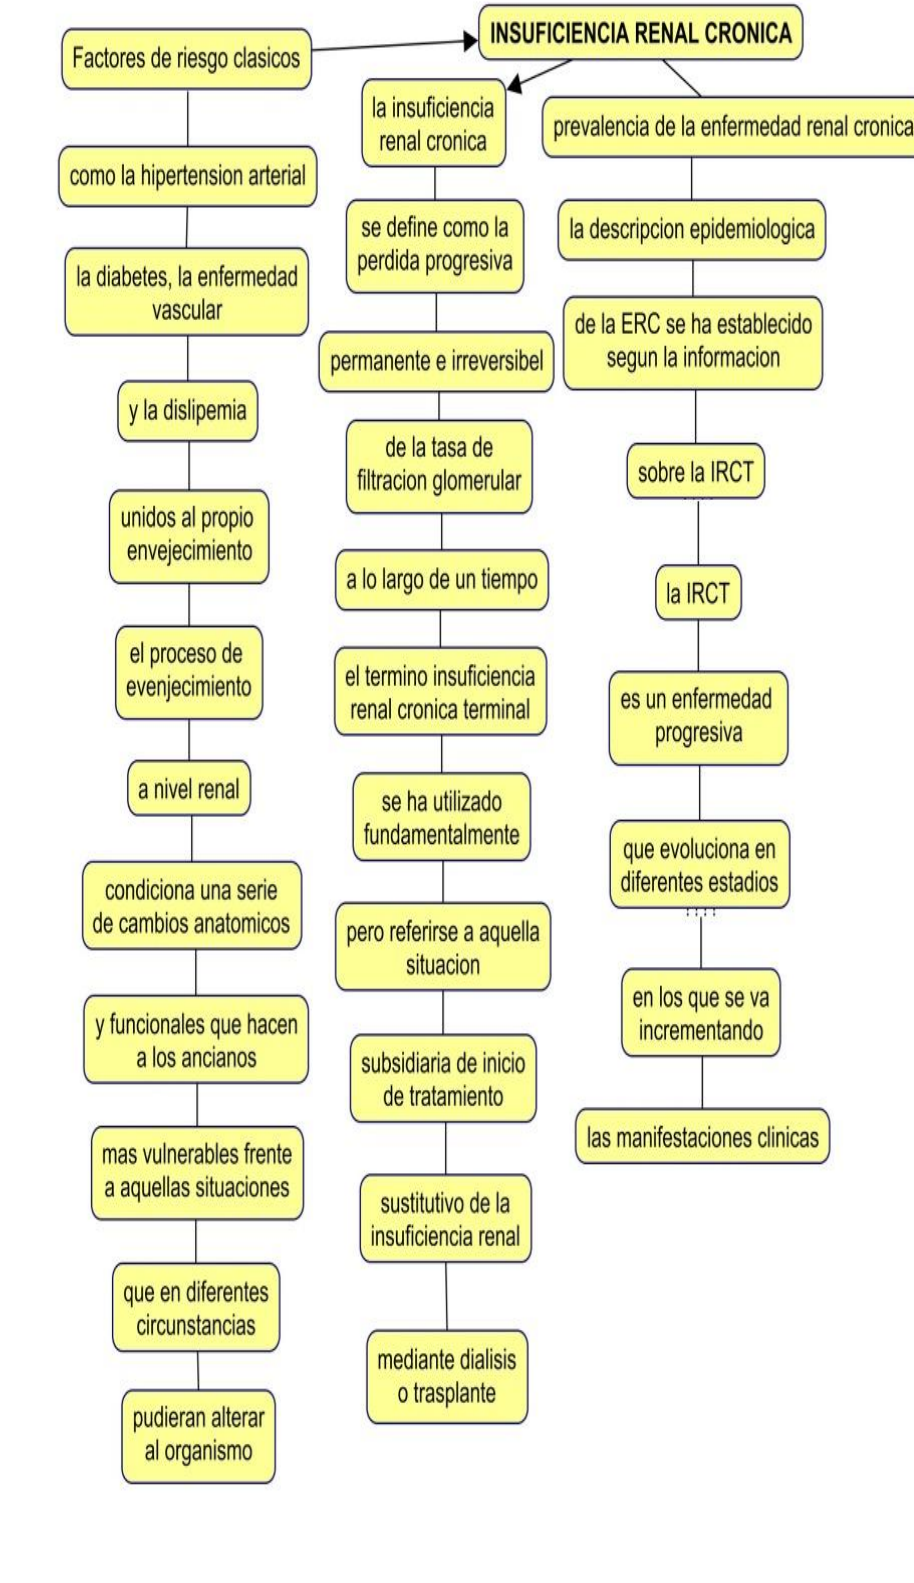 INSUFICIENCIA RENAL CRONICA
Factores de riesgo clasicos
como la hipertension arterial
la diabetes, la enfermedad
vascular
y la dislipemia
unidos al propio
envejecimiento
el proceso de
evenjecimiento
a nivel renal
condiciona una serie
de cambios anatomicos
y funcionales que hacen
a los ancianos
mas vulnerables frente
a aquellas situaciones
que en diferentes
circunstancias
pudieran alterar
al organismo
la insuficiencia
renal cronica
se define como la
perdida progresiva
permanente e irreversibel
de la tasa de
filtracion glomerular
a lo largo de un tiempo
el termino insuficiencia
renal cronica terminal
se ha utilizado
fundamentalmente
pero referirse a aquella
situacion
subsidiaria de inicio
de tratamiento
sustitutivo de la
insuficiencia renal
mediante dialisis
o trasplante
prevalencia de la enfermedad renal cronica
la descripcion epidemiologica
de la ERC se ha establecido
segun la informacion
sobre la IRCT
la IRCT
es un enfermedad
progresiva
que evoluciona en
diferentes estadios
en los que se va
incrementando
las manifestaciones clinicas